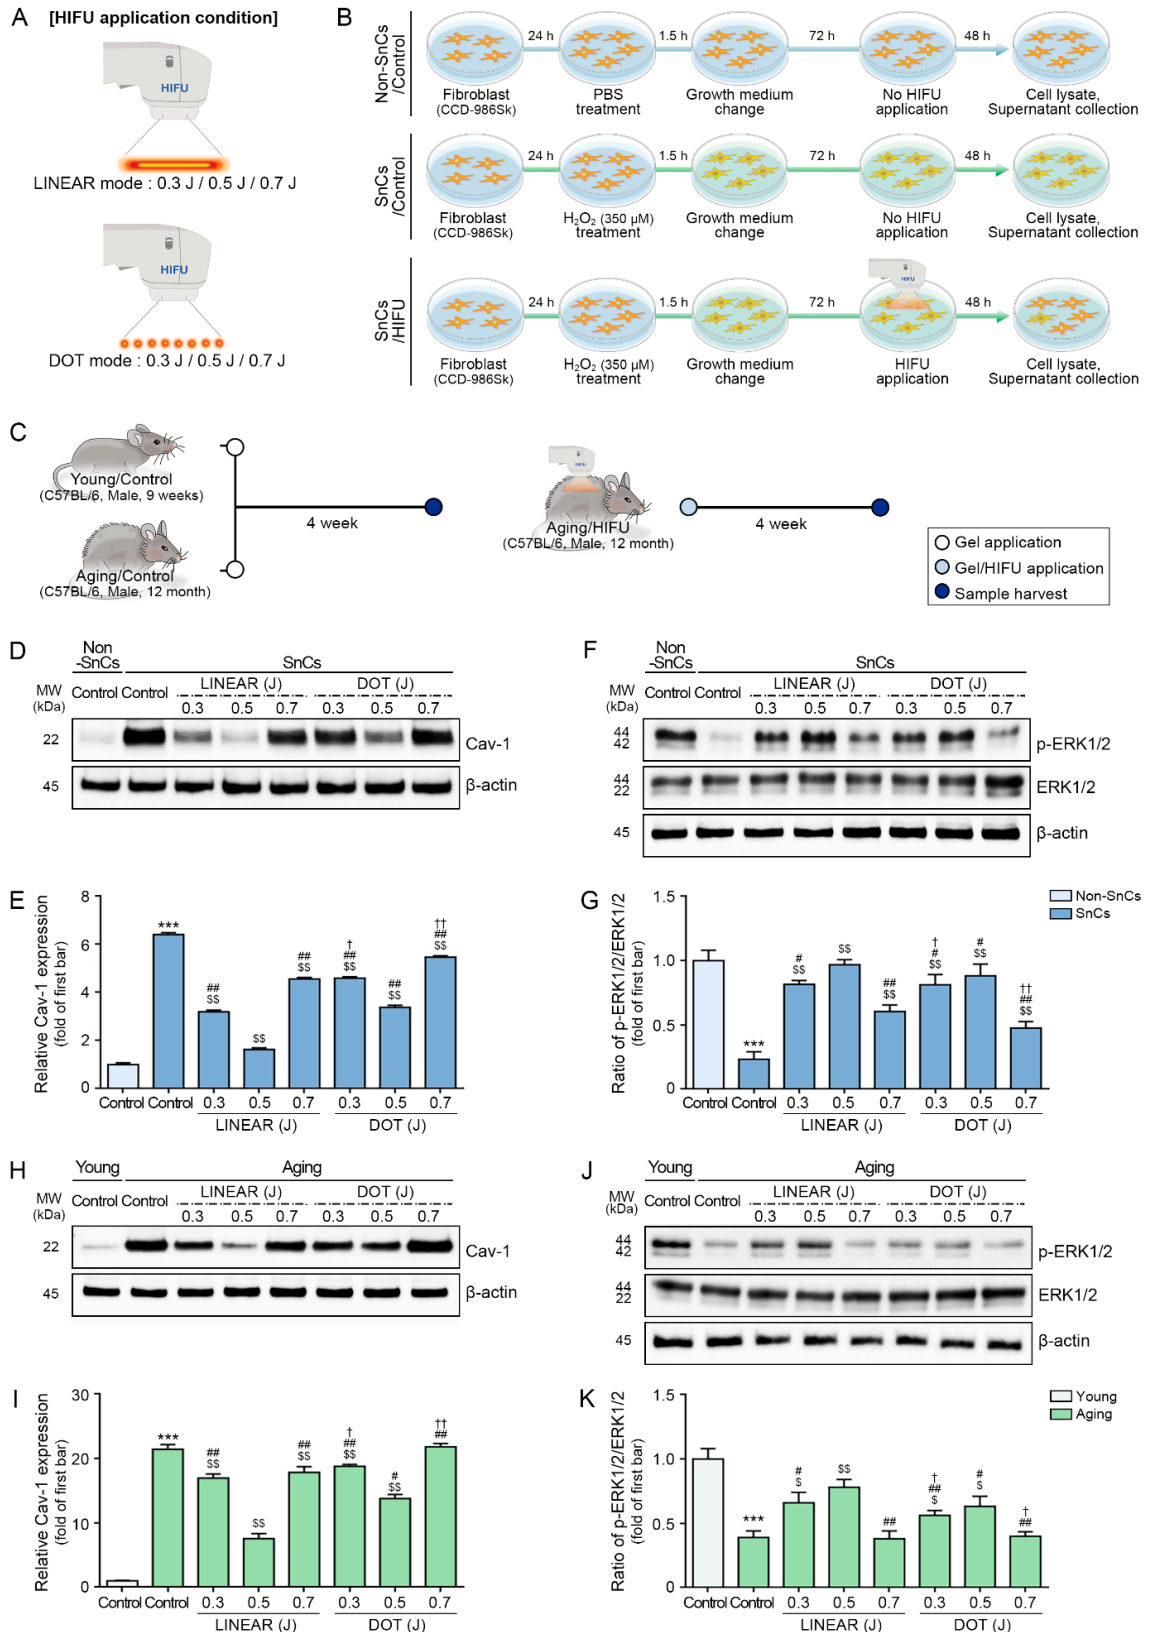 A [HIFU application condition]
HIFU
LINEAR mode : 0.3 J / 0.5 J / 0.7 J
HIFU
DOT mode : 0.3 J / 0.5 J / 0.7 J
B
Non-SnCs
/Control
24 h 1.5 h 72 h 48 h
Fibroblast PBS Growth medium No HIFU Cell lysate,
(CCD-986Sk) treatment change application Supernatant collection
SnCs
/Control
24 h 1.5 h 72 h 48 h
Fibroblast H₂O₂ (350 µM) Growth medium No HIFU Cell lysate,
(CCD-986Sk) treatment change application Supernatant collection
SnCs
/HIFU
HIFU
24 h 1.5 h 72 h 48 h
Fibroblast H₂O₂ (350 µM) Growth medium HIFU Cell lysate,
(CCD-986Sk) treatment change application Supernatant collection
C
Young/Control
(C57BL/6, Male, 9 weeks)
4 week
Aging/Control
(C57BL/6, Male, 12 month)
HIFU
Aging/HIFU
(C57BL/6, Male, 12 month)
4 week
Gel application
Gel/HIFU application
Sample harvest
D
Non
-SnCs SnCs
MW Control Control LINEAR (J) DOT (J)
(kDa) 0.3 0.5 0.7 0.3 0.5 0.7
22 Cav-1
45 β-actin
F
Non
-SnCs SnCs
MW Control Control LINEAR (J) DOT (J)
(kDa) 0.3 0.5 0.7 0.3 0.5 0.7
44
42 p-ERK1/2
44
22 ERK1/2
45 β-actin
E
Relative Cav-1 expression
(fold of first bar)
8
6
4
2
0
***
##
$$
$$
##
$$
†
##
$$
##
$$
††
##
$$
Control Control 0.3 0.5 0.7 0.3 0.5 0.7
LINEAR (J) DOT (J)
G
Ratio of p-ERK1/2/ERK1/2
(fold of first bar)
1.5
1.0
0.5
0
***
#
$$
$$
##
$$
†
#
$$
#
$$
††
##
$$
Control Control 0.3 0.5 0.7 0.3 0.5 0.7
LINEAR (J) DOT (J)
Non-SnCs
SnCs
H
Young Aging
MW Control Control LINEAR (J) DOT (J)
(kDa) 0.3 0.5 0.7 0.3 0.5 0.7
22 Cav-1
45 β-actin
J
Young Aging
MW Control Control LINEAR (J) DOT (J)
(kDa) 0.3 0.5 0.7 0.3 0.5 0.7
44
42 p-ERK1/2
44
22 ERK1/2
45 β-actin
I
Relative Cav-1 expression
(fold of first bar)
30
20
10
0
***
##
$$
$$
##
$$
†
##
$$
#
$$
††
##
Control Control 0.3 0.5 0.7 0.3 0.5 0.7
LINEAR (J) DOT (J)
K
Ratio of p-ERK1/2/ERK1/2
(fold of first bar)
1.5
1.0
0.5
0
***
#
$
$$
##
†
##
$
#
$
†
##
Control Control 0.3 0.5 0.7 0.3 0.5 0.7
LINEAR (J) DOT (J)
Young
Aging